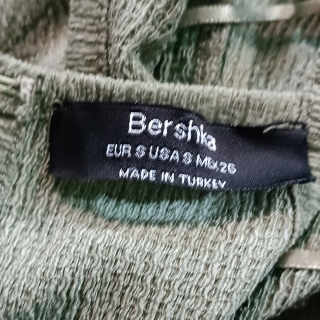 Bershka
EUR S USA S MEX 26
MADE IN TURKEY